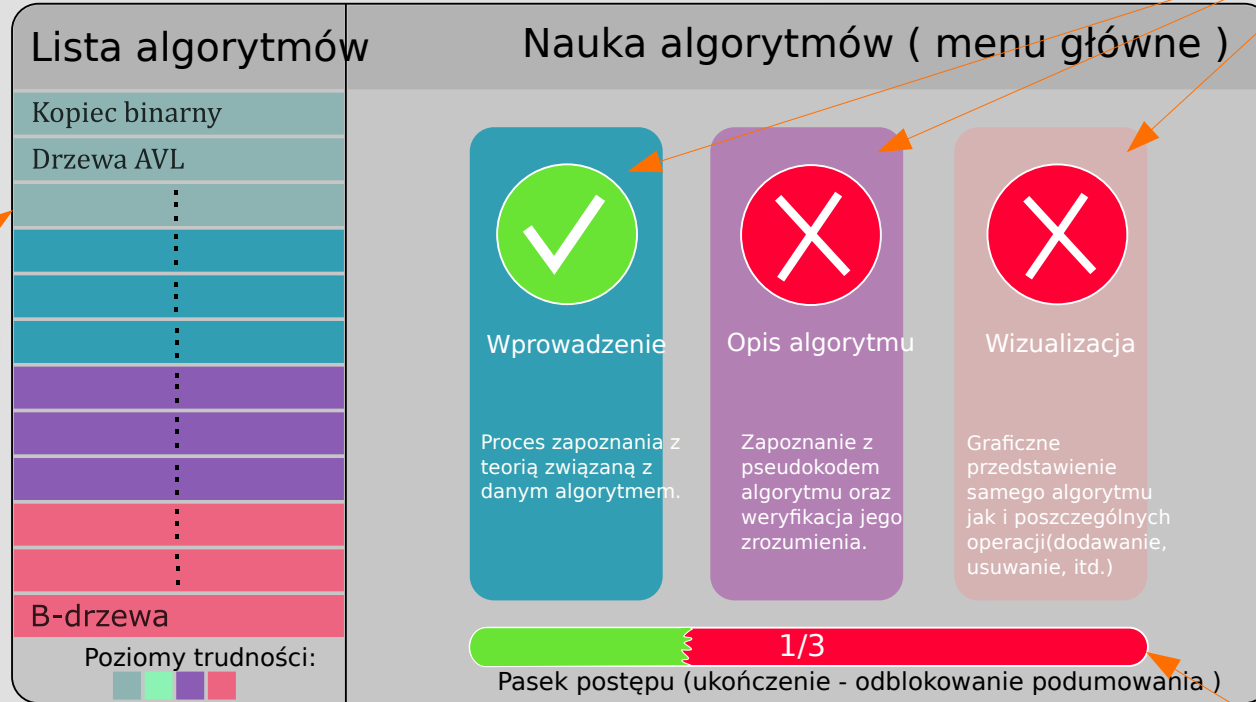 Lista algorytmów
Nauka algorytmów ( menu główne )
Kopiec binarny
Drzewa AVL
B-drzewa
Poziomy trudności:
Wprowadzenie
Proces zapoznania z
teorią związaną z
danym algorytmem.
Opis algorytmu
Zapoznanie z
pseudokodem
algorytmu oraz
weryfikacja jego
zrozumienia.
Wizualizacja
Graficzne
przedstawienie
samego algorytmu
jak i poszczególnych
operacji(dodawanie,
usuwanie, itd.)
1/3
Pasek postępu (ukończenie - odblokowanie podumowania )